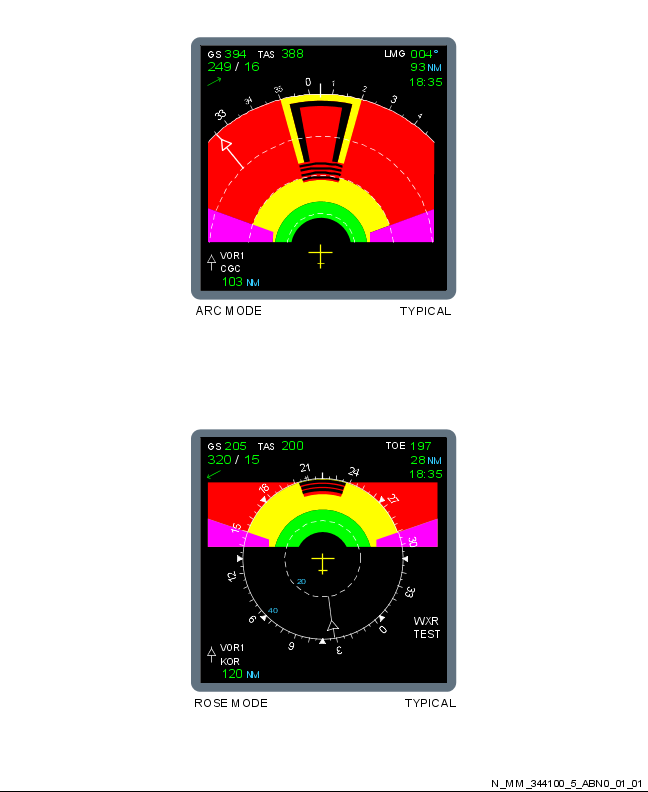 GS 394 TAS 388 LMG 004°
249 / 16 93 NM
18:35
33 34 35 0 1 2 3 4
VOR1
CGC
103 NM
ARC MODE TYPICAL
GS 205 TAS 200 TOE 197
320 / 15 28 NM
18:35
21 24
18 27
15 30
12 33
20
40
9 0
6 3
WXR
TEST
VOR1
KOR
120 NM
ROSE MODE TYPICAL
N_MM_344100_5_ABN0_01_01